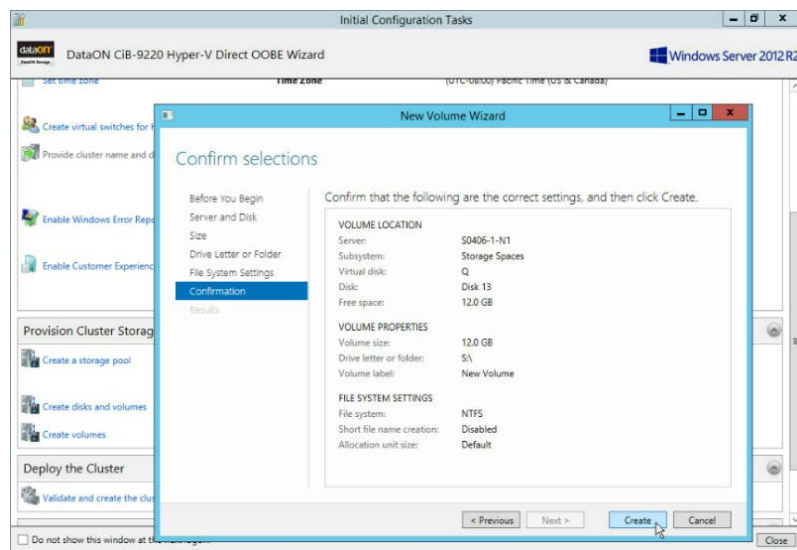 Initial Configuration Tasks
dataON
DataON CiB-9220 Hyper-V Direct OOBE Wizard
Windows Server 2012 R2
Set time zone
Time Zone
(UTC-08:00) Pacific Time (US & Canada)
Create virtual switches for
Provide cluster name and d
Enable Windows Error Repo
Enable Customer Experienc
Provision Cluster Storag
Create a storage pool
Create disks and volumes
Create volumes
Deploy the Cluster
Validate and create the clus
Do not show this window at
Close
New Volume Wizard
Confirm selections
Before You Begin
Server and Disk
Size
Drive Letter or Folder
File System Settings
Confirmation
Results
Confirm that the following are the correct settings, and then click Create.
VOLUME LOCATION
Server: S0406-1-N1
Subsystem: Storage Spaces
Virtual disk: Q
Disk: Disk 13
Free space: 12.0 GB
VOLUME PROPERTIES
Volume size: 12.0 GB
Drive letter or folder: S:\
Volume label: New Volume
FILE SYSTEM SETTINGS
File system: NTFS
Short file name creation: Disabled
Allocation unit size: Default
< Previous
Next >
Create
Cancel